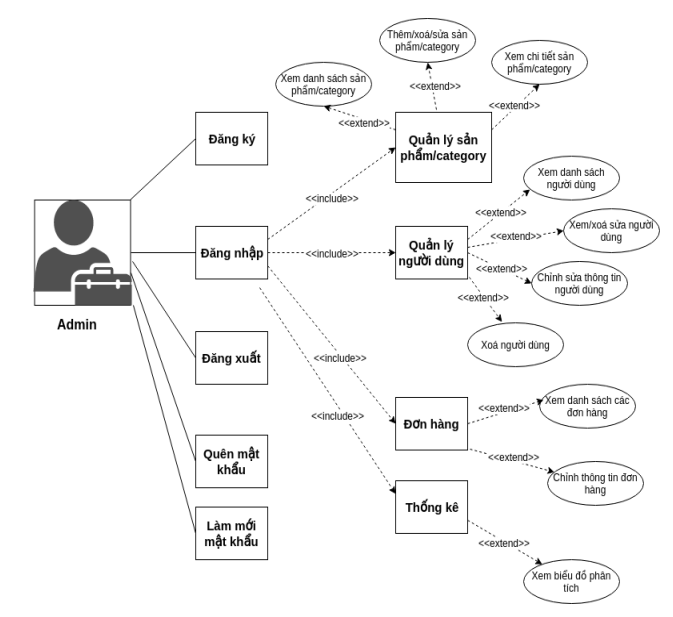 Thêm/xoá/sửa sản
phẩm/category
Xem chi tiết sản
phẩm/category
Xem danh sách sản
phẩm/category
<<extend>>
<<extend>>
<<extend>>
Đăng ký
Quản lý sản
phẩm/category
Xem danh sách
người dùng
<<include>>
<<extend>>
Xem/xoá sửa người
dùng
<<extend>>
Đăng nhập
<<include>>
Quản lý
người dùng
<<extend>>
Chỉnh sửa thông tin
người dùng
<<extend>>
Admin
Xoá người dùng
Đăng xuất
<<include>>
Xem danh sách các
đơn hàng
<<extend>>
<<include>>
Đơn hàng
Quên mật
khẩu
<<extend>>
Chỉnh thông tin đơn
hàng
Thống kê
Làm mới
mật khẩu
<<extend>>
Xem biểu đồ phân
tích